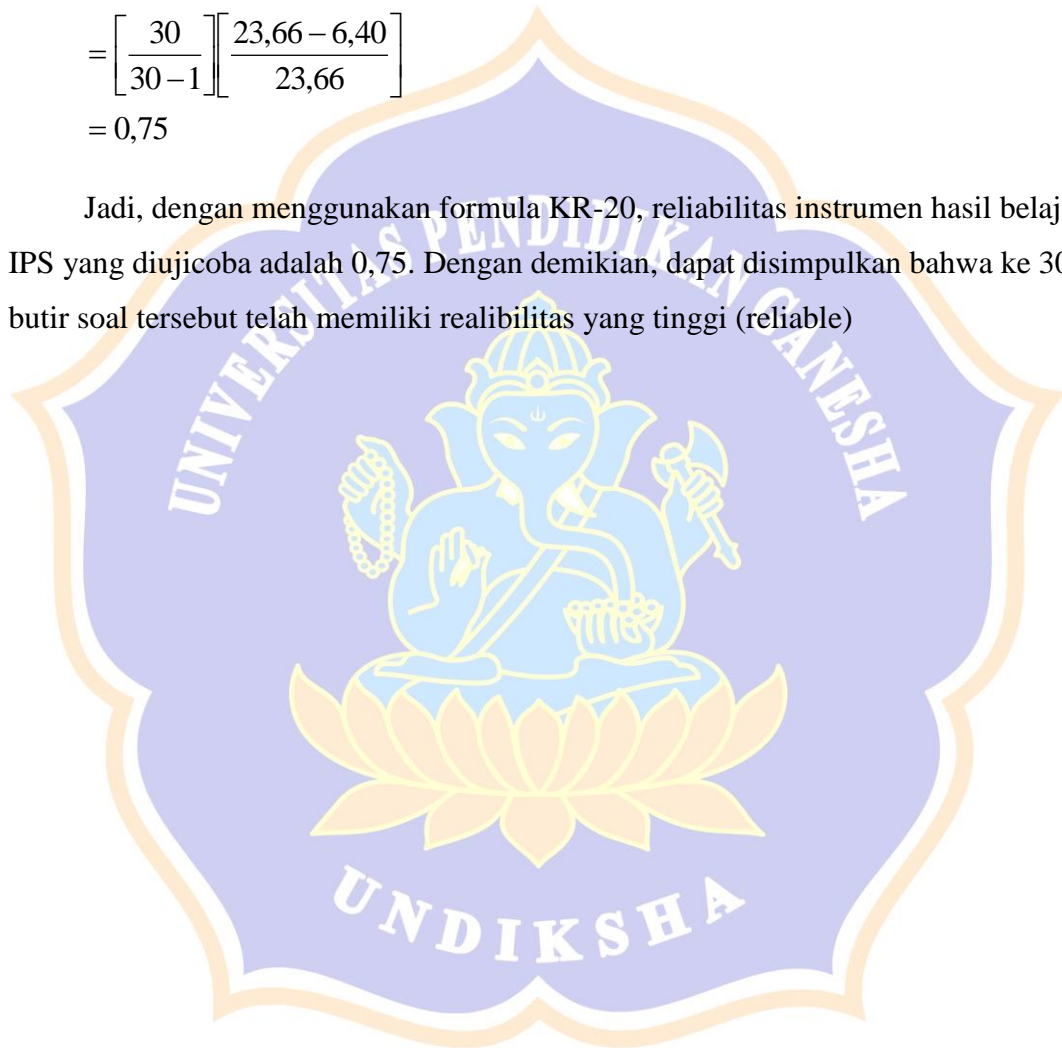 = [ 30 / 30 − 1 ] [ 23,66 − 6,40 / 23,66 ]
= 0,75
Jadi, dengan menggunakan formula KR-20, reliabilitas instrumen hasil belaj
IPS yang diujicoba adalah 0,75. Dengan demikian, dapat disimpulkan bahwa ke 30
butir soal tersebut telah memiliki realibilitas yang tinggi (reliable)
UNIVERSITAS PENDIDIKAN GANESHA
UNDIKSHA